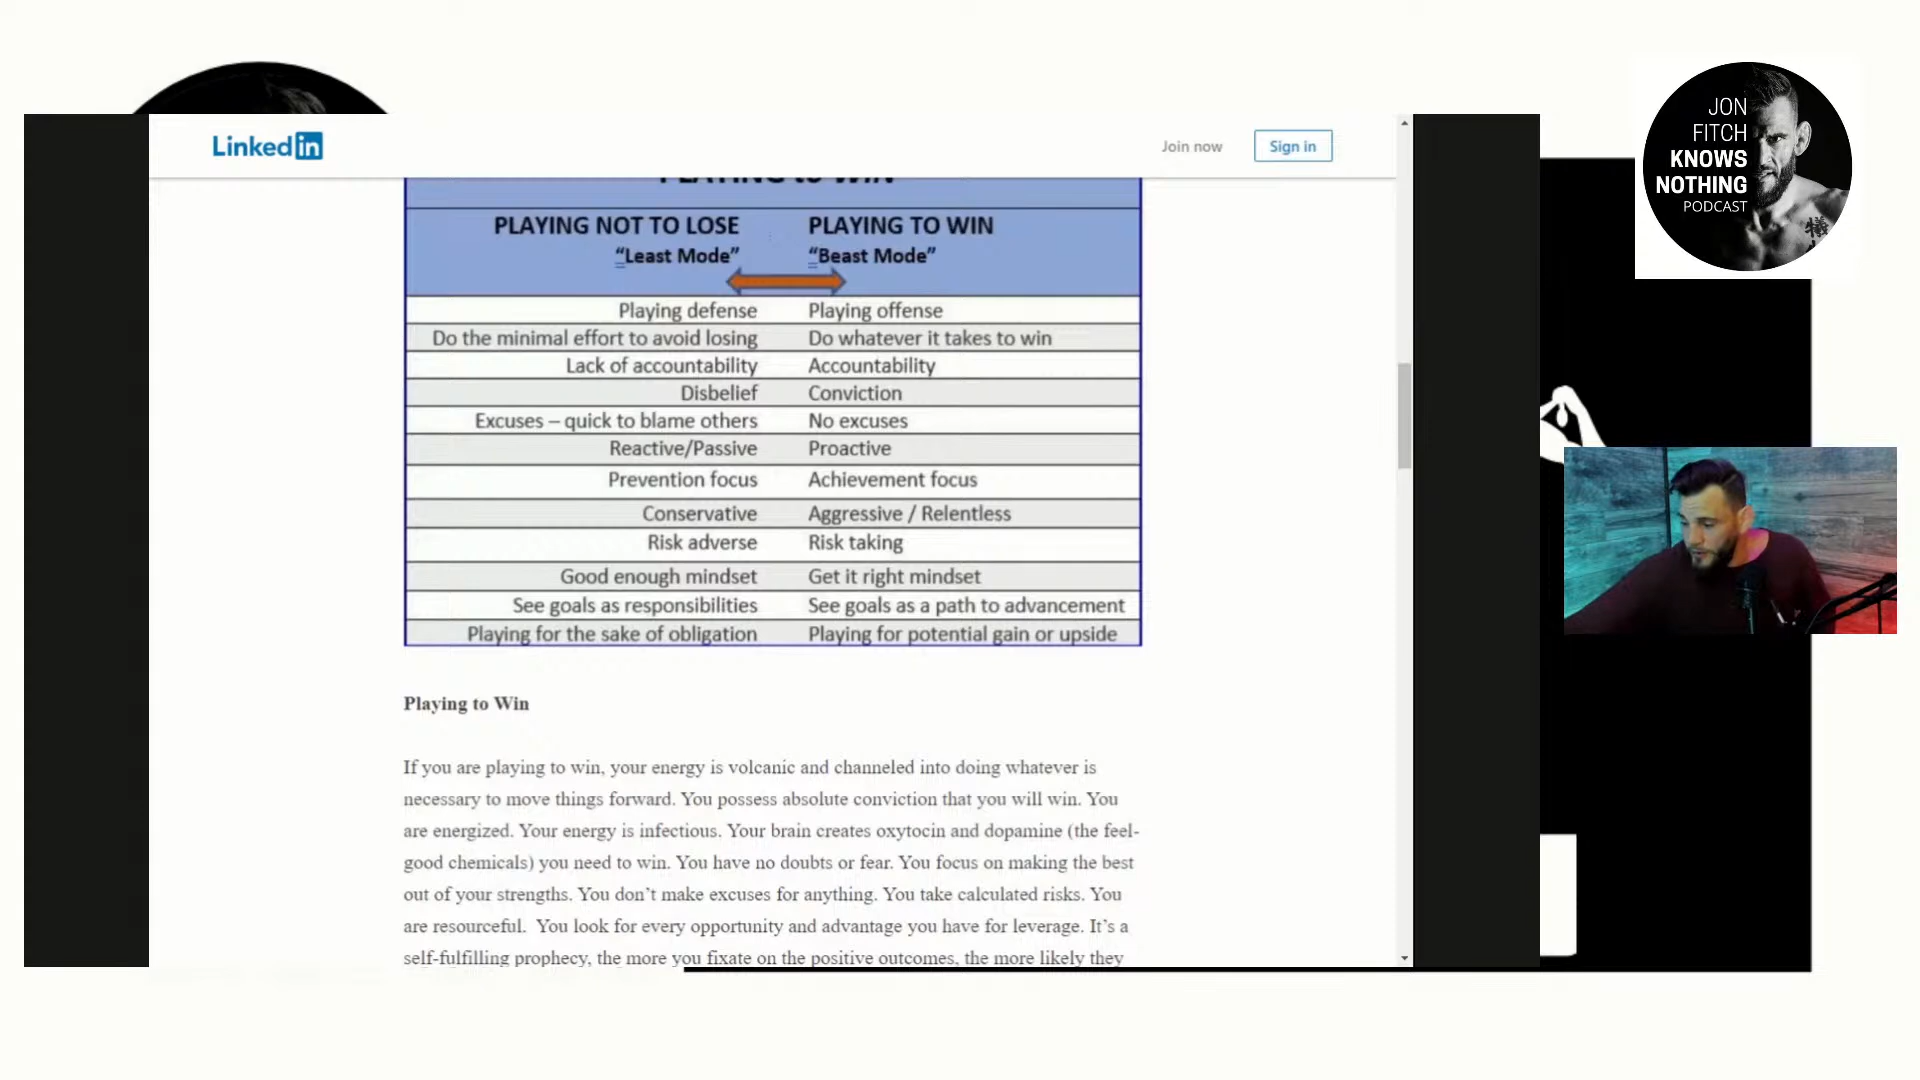 LinkedIn
Join now
Sign in
PLAYING to WIN
PLAYING NOT TO LOSE PLAYING TO WIN
“Least Mode” “Beast Mode”
Playing defense Playing offense
Do the minimal effort to avoid losing Do whatever it takes to win
Lack of accountability Accountability
Disbelief Conviction
Excuses – quick to blame others No excuses
Reactive/Passive Proactive
Prevention focus Achievement focus
Conservative Aggressive / Relentless
Risk adverse Risk taking
Good enough mindset Get it right mindset
See goals as responsibilities See goals as a path to advancement
Playing for the sake of obligation Playing for potential gain or upside
Playing to Win
If you are playing to win, your energy is volcanic and channeled into doing whatever is
necessary to move things forward. You possess absolute conviction that you will win. You
are energized. Your energy is infectious. Your brain creates oxytocin and dopamine (the feel-
good chemicals) you need to win. You have no doubts or fear. You focus on making the best
out of your strengths. You don’t make excuses for anything. You take calculated risks. You
are resourceful.  You look for every opportunity and advantage you have for leverage. It’s a
self-fulfilling prophecy, the more you fixate on the positive outcomes, the more likely they
JON
FITCH
KNOWS
NOTHING
PODCAST